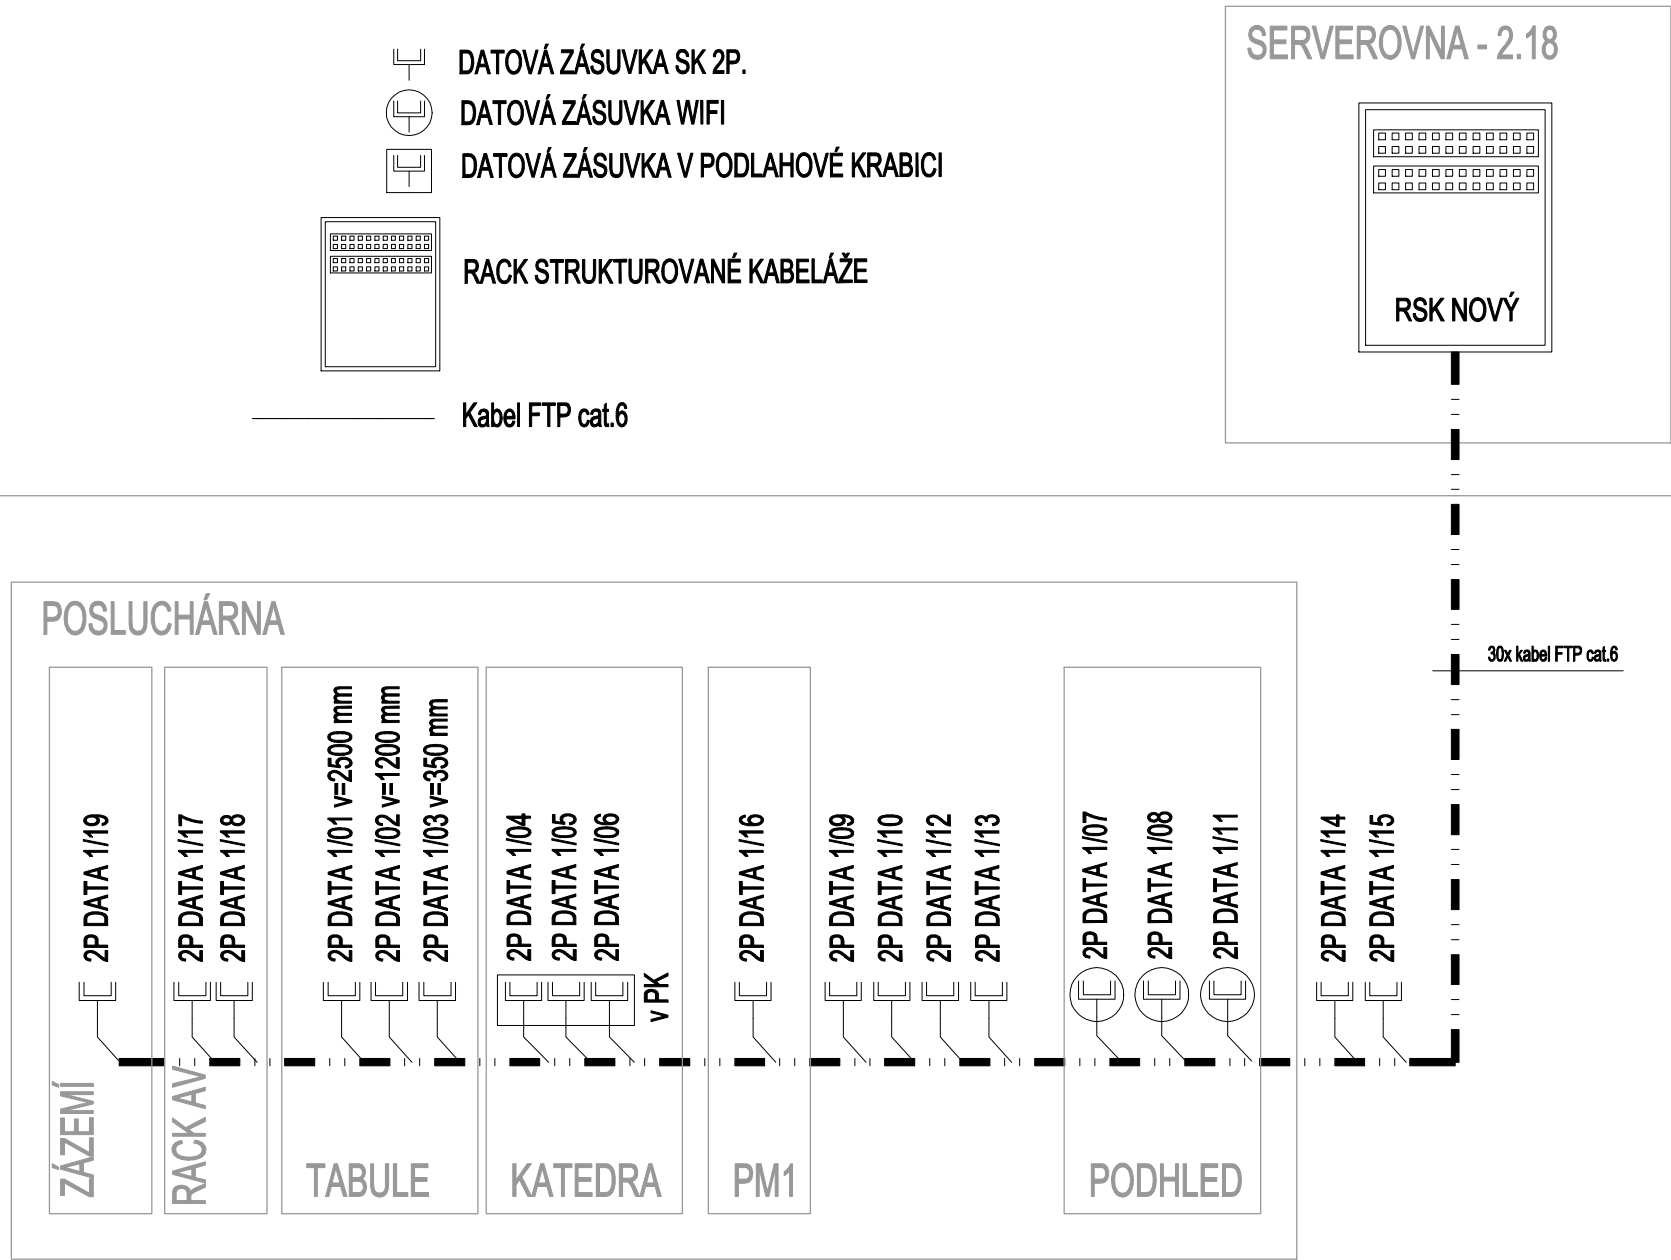 DATOVÁ ZÁSUVKA SK 2P.
DATOVÁ ZÁSUVKA WIFI
DATOVÁ ZÁSUVKA V PODLAHOVÉ KRABICI
RACK STRUKTUROVANÉ KABELÁŽE
Kabel FTP cat.6
SERVEROVNA - 2.18
RSK NOVÝ
30x kabel FTP cat.6
POSLUCHÁRNA
2P DATA 1/19
2P DATA 1/17
2P DATA 1/18
2P DATA 1/01 v=2500 mm
2P DATA 1/02 v=1200 mm
2P DATA 1/03 v=350 mm
2P DATA 1/04
2P DATA 1/05
2P DATA 1/06
v PK
2P DATA 1/16
2P DATA 1/09
2P DATA 1/10
2P DATA 1/12
2P DATA 1/13
2P DATA 1/07
2P DATA 1/08
2P DATA 1/11
2P DATA 1/14
2P DATA 1/15
ZÁZEMÍ
RACK AV
TABULE
KATEDRA
PM1
PODHLED